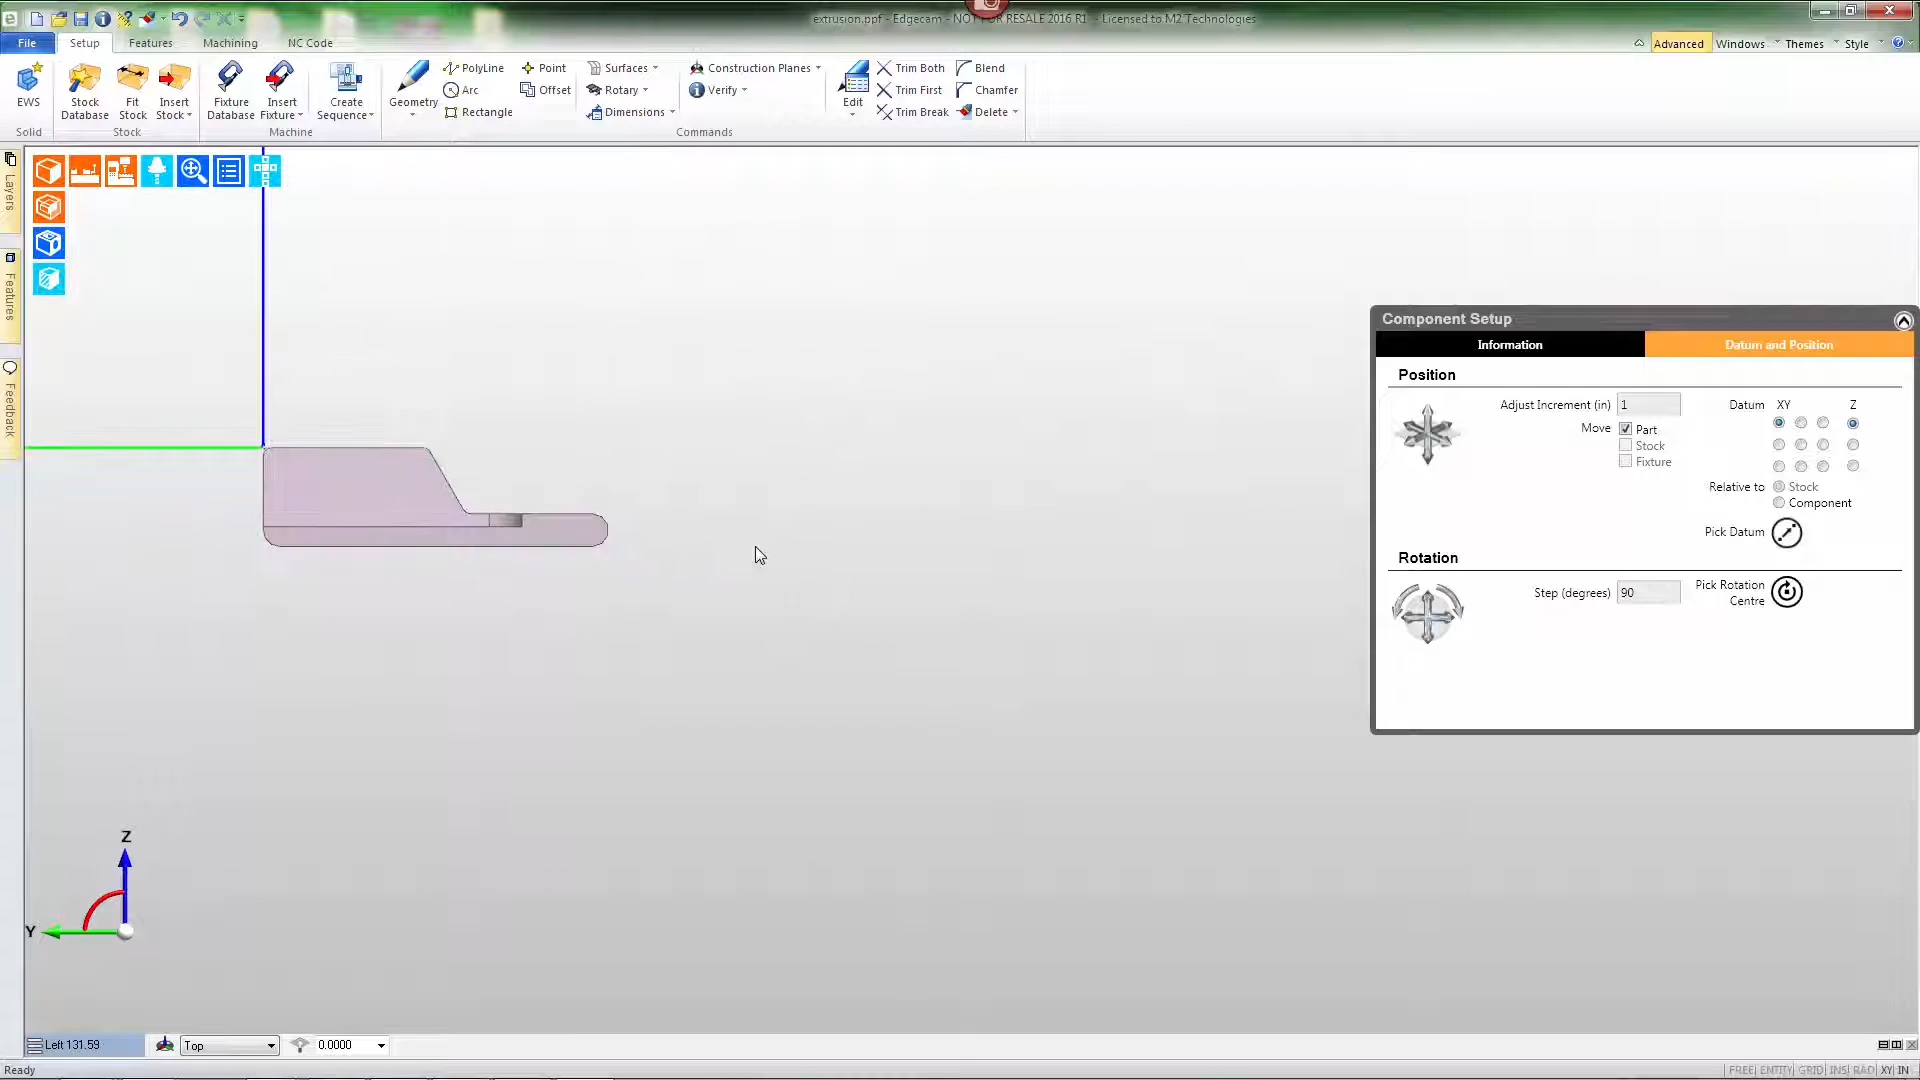 extrusion.ppf - Edgecam - NOT FOR RESALE 2016 R1 - Licensed to M2 Technologies
File Setup Features Machining NC Code Advanced Windows Themes Style
EWS
Stock Database
Fit Stock
Insert Stock
Fixture Database
Insert Fixture
Create Sequence
Geometry
PolyLine
Point
Arc
Offset
Rectangle
Surfaces
Rotary
Dimensions
Construction Planes
Verify
Edit
Trim Both
Trim First
Trim Break
Blend
Chamfer
Delete
Solid Stock Machine Commands
Layers
Features
Feedback
Component Setup
Information Datum and Position
Position
Adjust Increment (in) 1 Datum XY Z
Move Part
Stock
Fixture
Relative to Stock
Component
Pick Datum
Rotation
Step (degrees) 90 Pick Rotation
Centre
Z
Y
Left 131.59 Top 0.0000
Ready FREE ENTITY GRID INS RAD XY IN